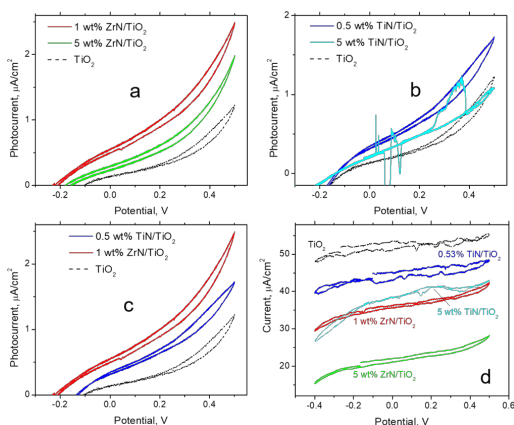 Photocurrent, μA/cm²
2
1
0
1 wt% ZrN/TiO₂
5 wt% ZrN/TiO₂
TiO₂
a
-0.2 0.0 0.2 0.4
Potential, V
Photocurrent, μA/cm²
2
1
0
0.5 wt% TiN/TiO₂
5 wt% TiN/TiO₂
TiO₂
b
-0.2 0.0 0.2 0.4
Potential, V
Photocurrent, μA/cm²
2
1
0
0.5 wt% TiN/TiO₂
1 wt% ZrN/TiO₂
TiO₂
c
-0.2 0.0 0.2 0.4
Potential, V
Current, μA/cm²
50
40
30
20
TiO₂
0.53% TiN/TiO₂
5 wt% TiN/TiO₂
1 wt% ZrN/TiO₂
5 wt% ZrN/TiO₂
d
-0.4 -0.2 0.0 0.2 0.4 0.6
Potential, V